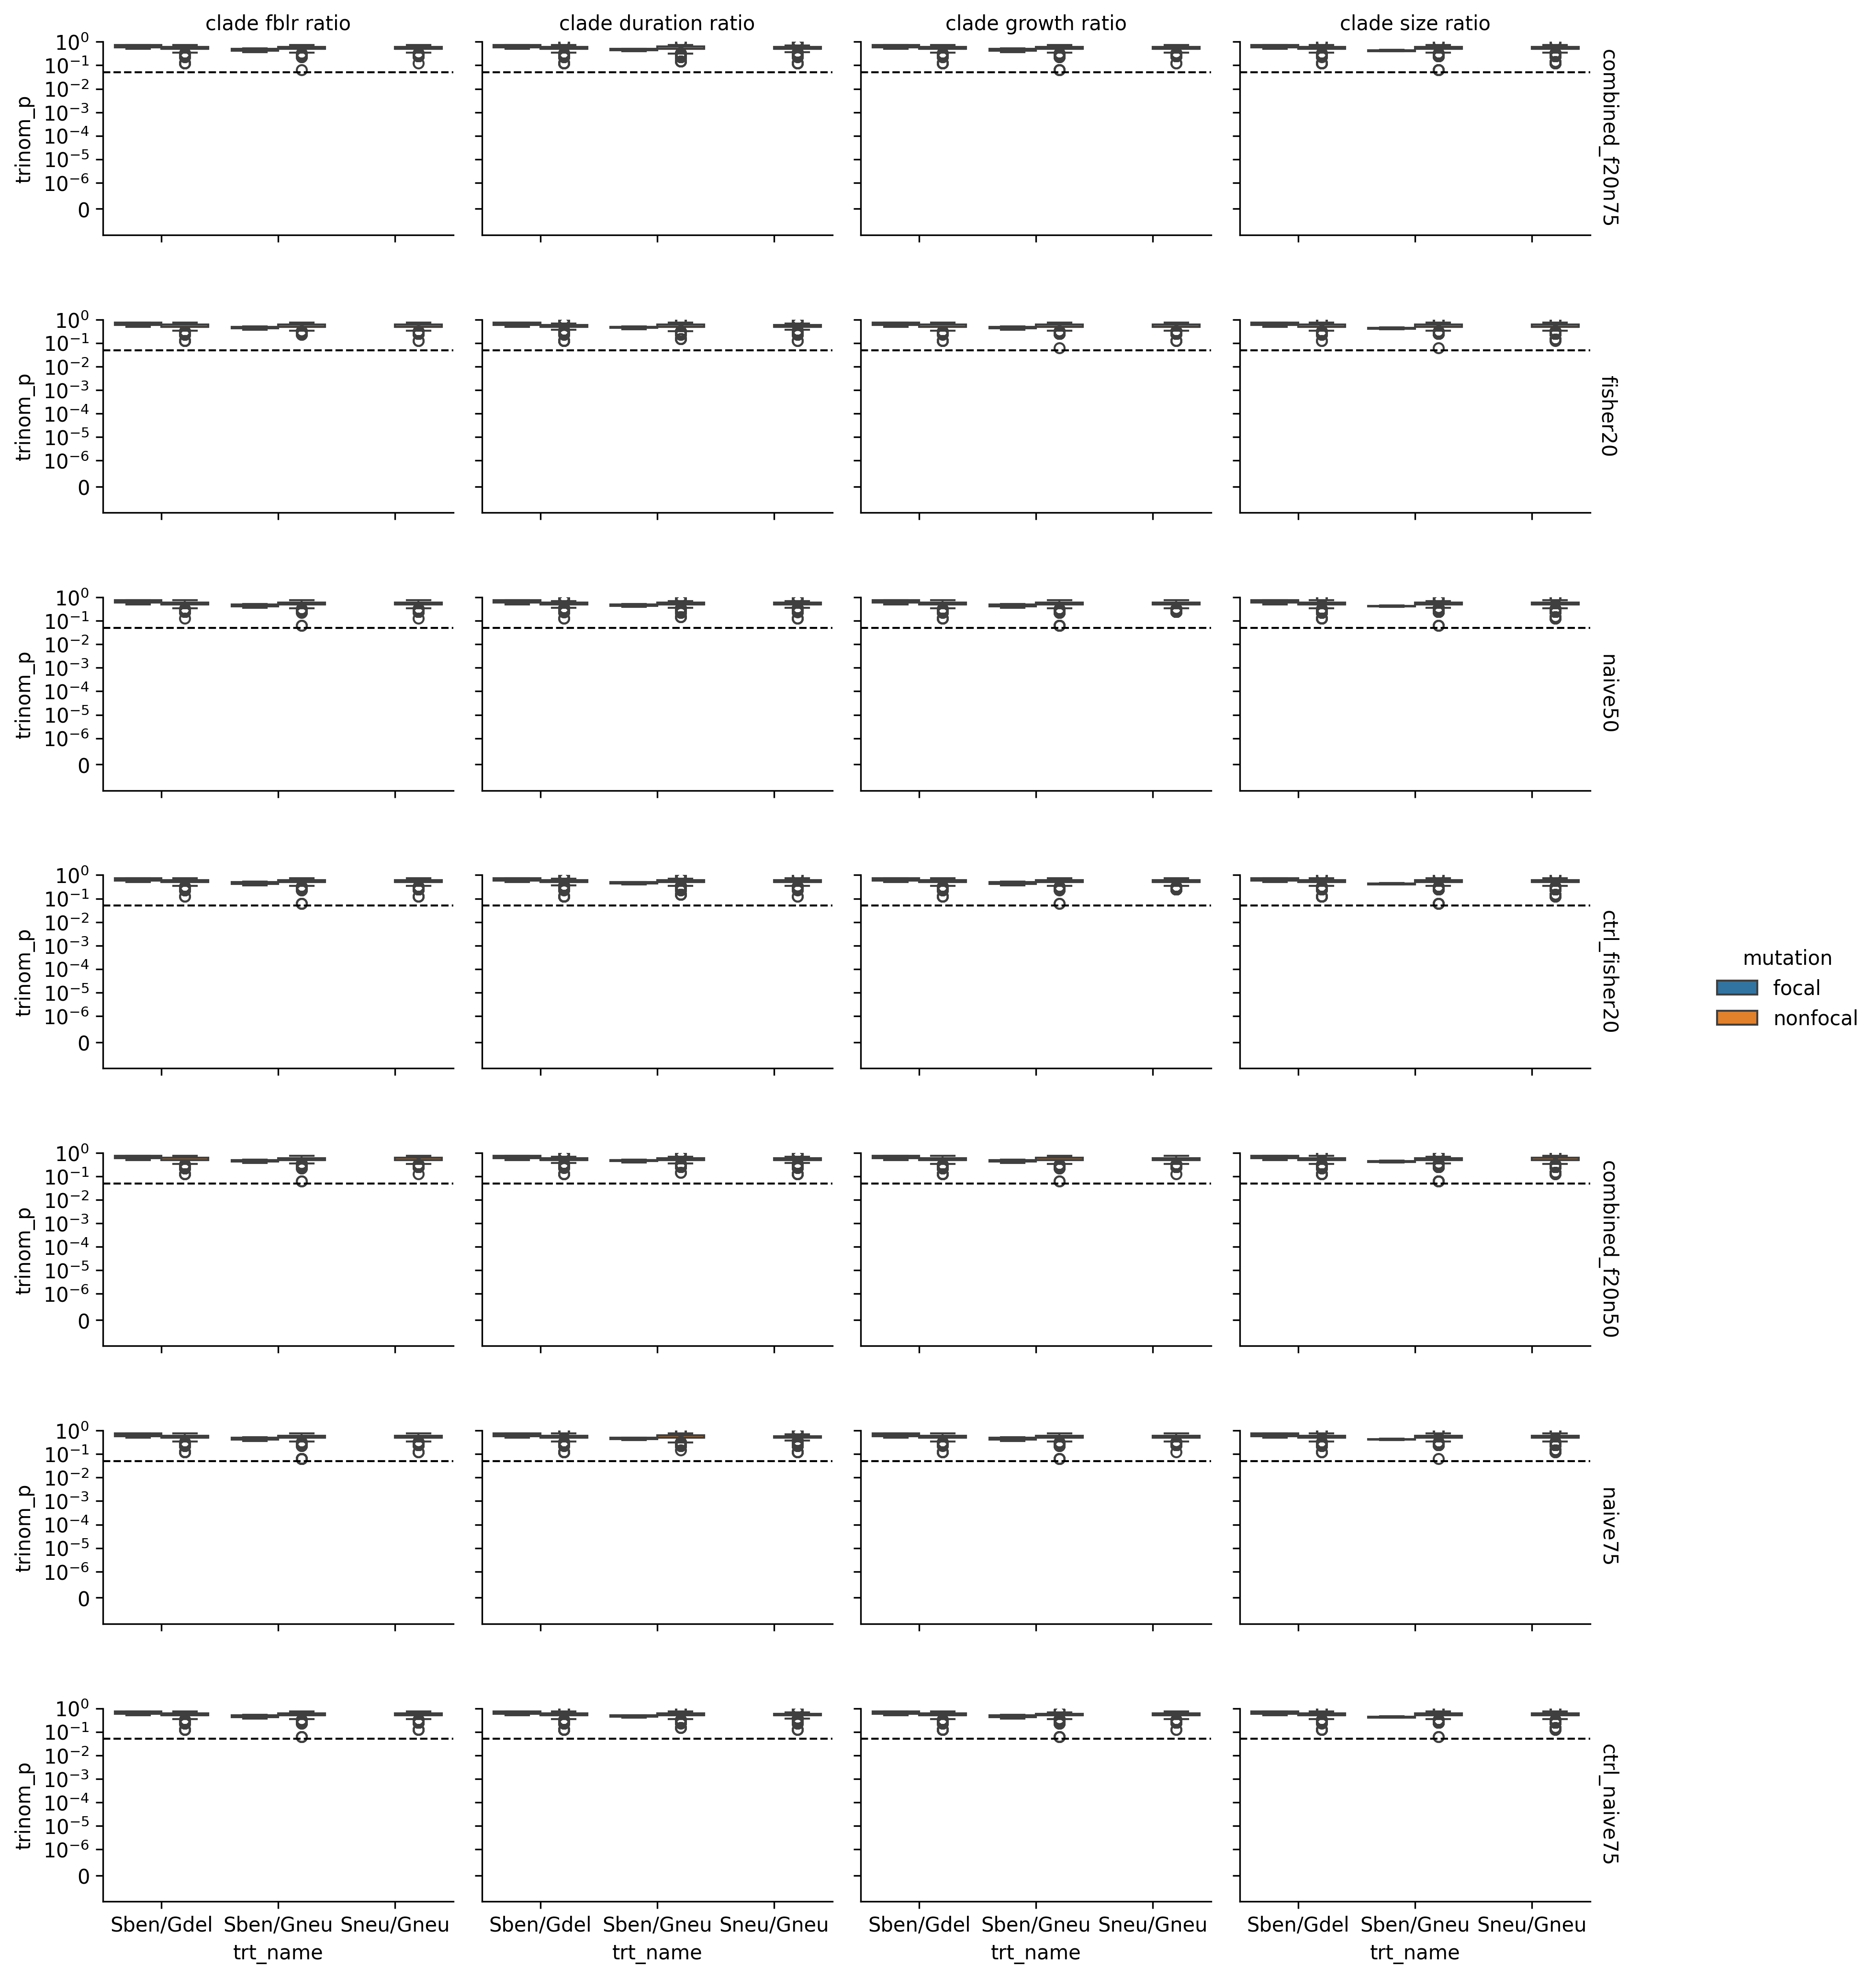 clade fblr ratio
clade duration ratio
clade growth ratio
clade size ratio
trinom_p
10^0
10^-1
10^-2
10^-3
10^-4
10^-5
10^-6
0
combined_f20n75
trinom_p
10^0
10^-1
10^-2
10^-3
10^-4
10^-5
10^-6
0
fisher20
trinom_p
10^0
10^-1
10^-2
10^-3
10^-4
10^-5
10^-6
0
naive50
trinom_p
10^0
10^-1
10^-2
10^-3
10^-4
10^-5
10^-6
0
ctrl_fisher20
mutation
focal
nonfocal
trinom_p
10^0
10^-1
10^-2
10^-3
10^-4
10^-5
10^-6
0
combined_f20n50
trinom_p
10^0
10^-1
10^-2
10^-3
10^-4
10^-5
10^-6
0
naive75
trinom_p
10^0
10^-1
10^-2
10^-3
10^-4
10^-5
10^-6
0
ctrl_naive75
Sben/Gdel Sben/Gneu Sneu/Gneu
trt_name
Sben/Gdel Sben/Gneu Sneu/Gneu
trt_name
Sben/Gdel Sben/Gneu Sneu/Gneu
trt_name
Sben/Gdel Sben/Gneu Sneu/Gneu
trt_name